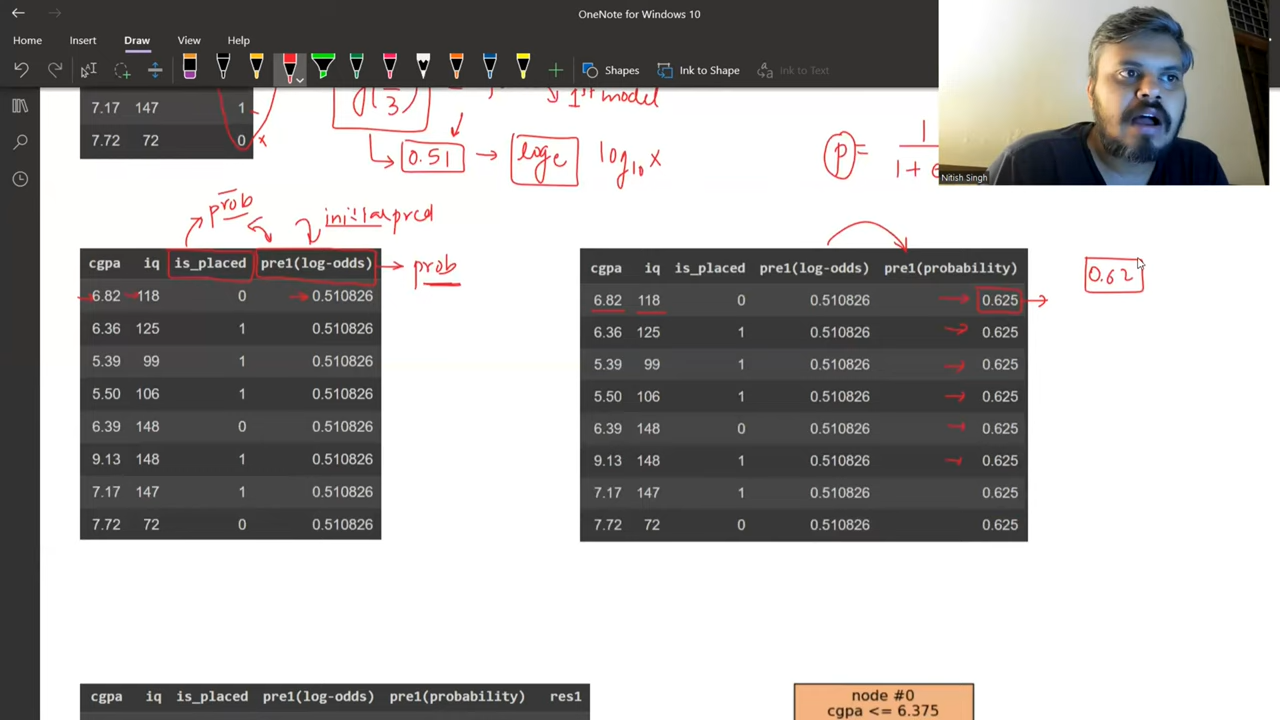 OneNote for Windows 10
Home Insert Draw View Help
Shapes Ink to Shape Ink to Text
7.17 147 1
7.72 72 0 x
1st model
0.51 → loge log10 x
p = 1
1 + e
Nitish Singh
prob
initial pred
cgpa iq is_placed pre1(log-odds) → prob
6.82 118 0 0.510826
6.36 125 1 0.510826
5.39 99 1 0.510826
5.50 106 1 0.510826
6.39 148 0 0.510826
9.13 148 1 0.510826
7.17 147 1 0.510826
7.72 72 0 0.510826
cgpa iq is_placed pre1(log-odds) pre1(probability)
6.82 118 0 0.510826 0.625
6.36 125 1 0.510826 0.625
5.39 99 1 0.510826 0.625
5.50 106 1 0.510826 0.625
6.39 148 0 0.510826 0.625
9.13 148 1 0.510826 0.625
7.17 147 1 0.510826 0.625
7.72 72 0 0.510826 0.625
0.62
cgpa iq is_placed pre1(log-odds) pre1(probability) res1
node #0
cgpa <= 6.375